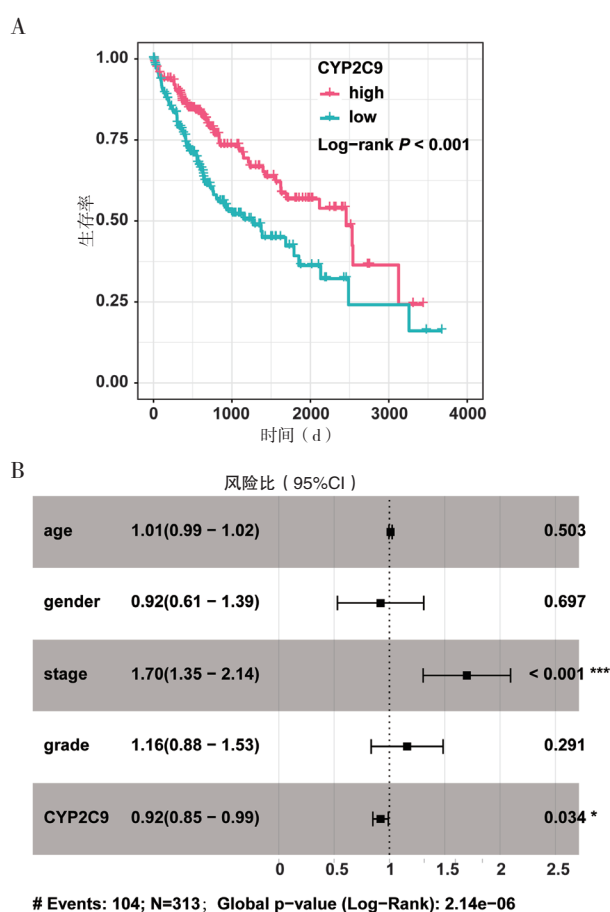 A
CYP2C9
high
low
Log-rank P < 0.001
1.00
0.75
0.50
0.25
0.00
生存率
0 1000 2000 3000 4000
时间（d）
B
风险比（95%CI）
age 1.01(0.99 – 1.02) 0.503
gender 0.92(0.61 – 1.39) 0.697
stage 1.70(1.35 – 2.14) < 0.001 ***
grade 1.16(0.88 – 1.53) 0.291
CYP2C9 0.92(0.85 – 0.99) 0.034 *
0 0.5 1 1.5 2 2.5
# Events: 104; N=313；Global p-value (Log-Rank): 2.14e-06